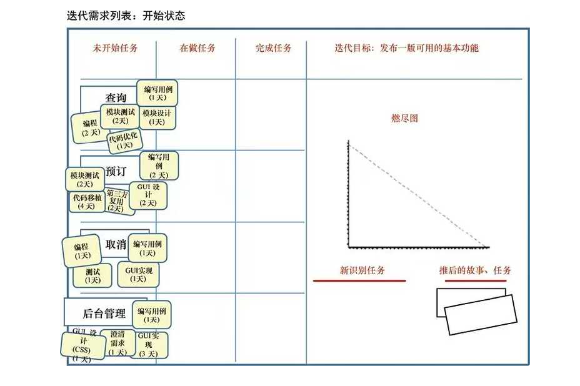 迭代需求列表：开始状态
未开始任务
在做任务
完成任务
迭代目标：发布一版可用的基本功能
查询
编写用例
(1天)
模块测试
(2天)
模块设计
(1天)
编程
(2 天)
代码优化
(1天)
燃尽图
预订
编写用
例
(2 天)
模块测试
(2天)
代码移植
(4 天)
第三方
复用
(2天)
GUI 设
计
(2 天)
取消
编程
(1天)
编写用例
(1天)
测试
(1天)
GUI实现
(1天)
新识别任务
推后的故事、任务
后台管理
编写用例
(1天)
GUI 设
计
(CSS)
(1 天)
澄清
需求
(1 天)
GUI实
现
(3 天)